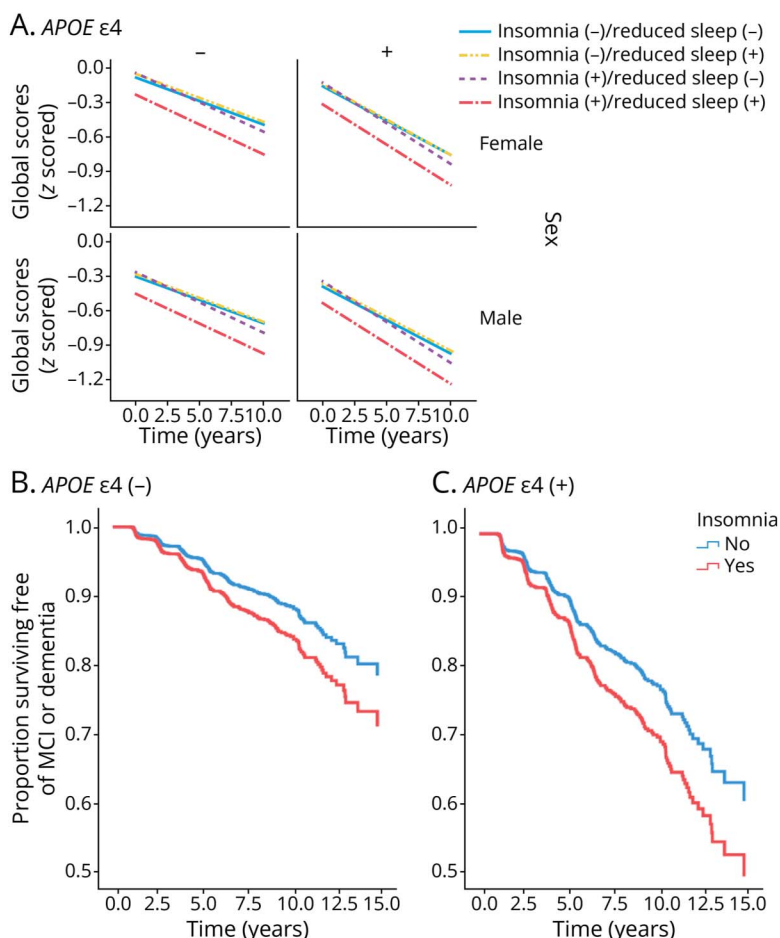 A. APOE ε4
Insomnia (–)/reduced sleep (–)
Insomnia (–)/reduced sleep (+)
Insomnia (+)/reduced sleep (–)
Insomnia (+)/reduced sleep (+)
– +
0.0
–0.3
–0.6
–0.9
–1.2
Global scores
(z scored)
Female
Sex
0.0
–0.3
–0.6
–0.9
–1.2
Global scores
(z scored)
Male
0.0 2.5 5.0 7.510.0 0.0 2.5 5.0 7.510.0
Time (years) Time (years)
B. APOE ε4 (–)
1.0
0.9
0.8
0.7
0.6
0.5
Proportion surviving free
of MCI or dementia
0.0 2.5 5.0 7.5 10.0 12.5 15.0
Time (years)
C. APOE ε4 (+)
Insomnia
No
Yes
1.0
0.9
0.8
0.7
0.6
0.5
0.0 2.5 5.0 7.5 10.0 12.5 15.0
Time (years)